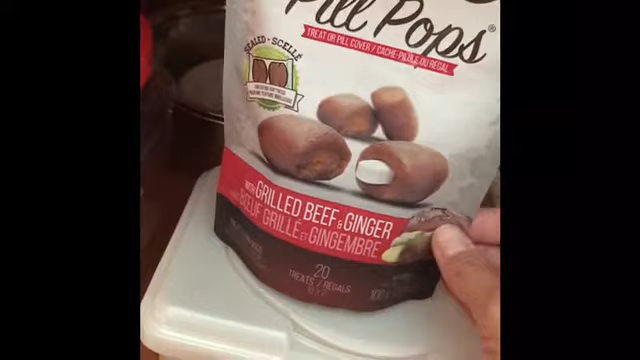 Pill Pops®
TREAT OR PILL COVER / CACHE-PILULE OU RÉGAL
SEALED • SCELLÉ
WITH GRILLED BEEF & GINGER
BŒUF GRILLÉ ET GINGEMBRE
20
TREATS / RÉGALS
100 g